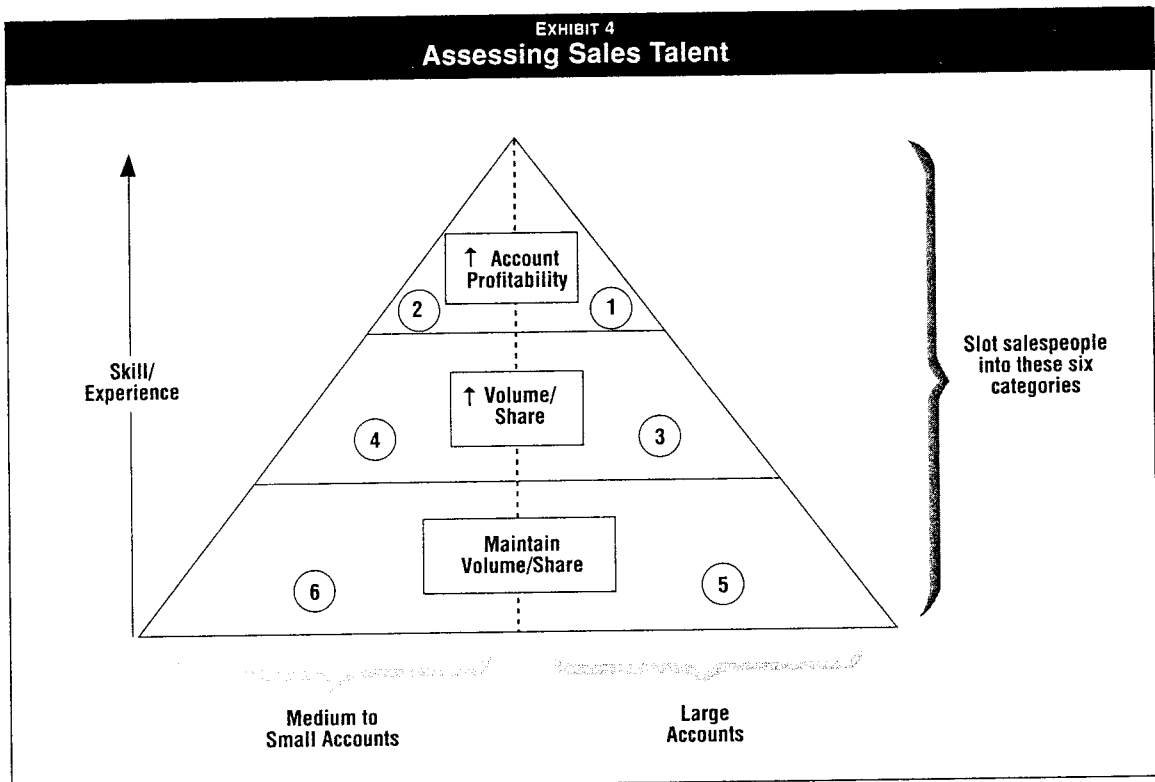 EXHIBIT 4
Assessing Sales Talent
↑ Account
Profitability
2
1
Skill/
Experience
↑ Volume/
Share
4
3
Slot salespeople
into these six
categories
Maintain
Volume/Share
6
5
Medium to
Small Accounts
Large
Accounts